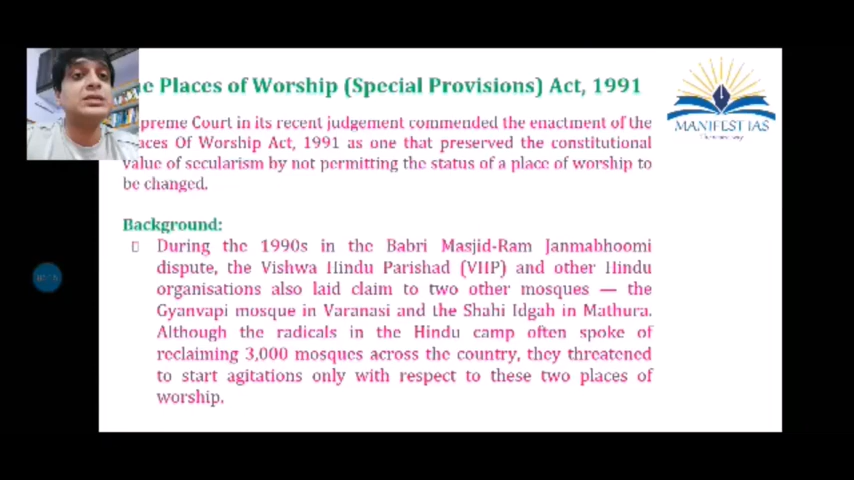 e Places of Worship (Special Provisions) Act, 1991
preme Court in its recent judgement commended the enactment of the
aces Of Worship Act, 1991 as one that preserved the constitutional
value of secularism by not permitting the status of a place of worship to
be changed.
MANIFEST IAS
Background:
During the 1990s in the Babri Masjid-Ram Janmabhoomi
dispute, the Vishwa Hindu Parishad (VHP) and other Hindu
organisations also laid claim to two other mosques — the
Gyanvapi mosque in Varanasi and the Shahi Idgah in Mathura.
Although the radicals in the Hindu camp often spoke of
reclaiming 3,000 mosques across the country, they threatened
to start agitations only with respect to these two places of
worship.